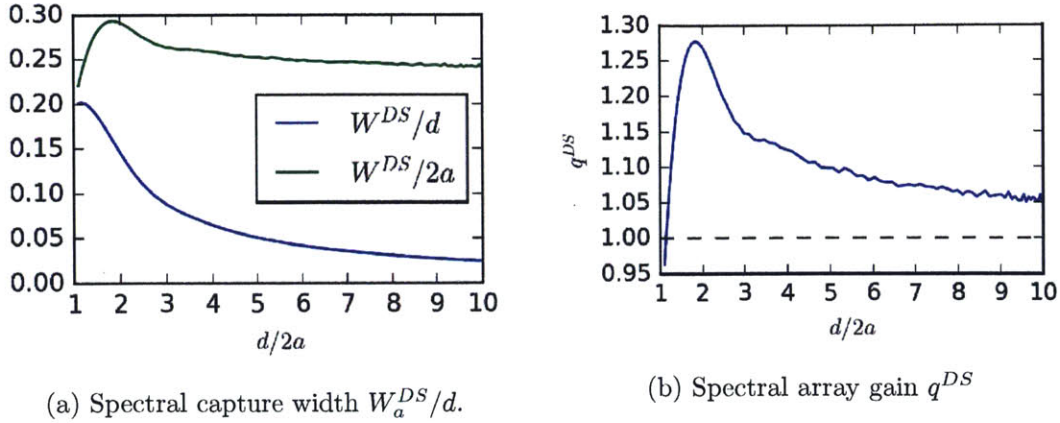 0.30
0.25
0.20
0.15
0.10
0.05
0.00
1 2 3 4 5 6 7 8 9 10
d/2a
W^{DS}/d
W^{DS}/2a
(a) Spectral capture width W_a^{DS}/d.
1.30
1.25
1.20
1.15
1.10
1.05
1.00
0.95
q^{DS}
1 2 3 4 5 6 7 8 9 10
d/2a
(b) Spectral array gain q^{DS}